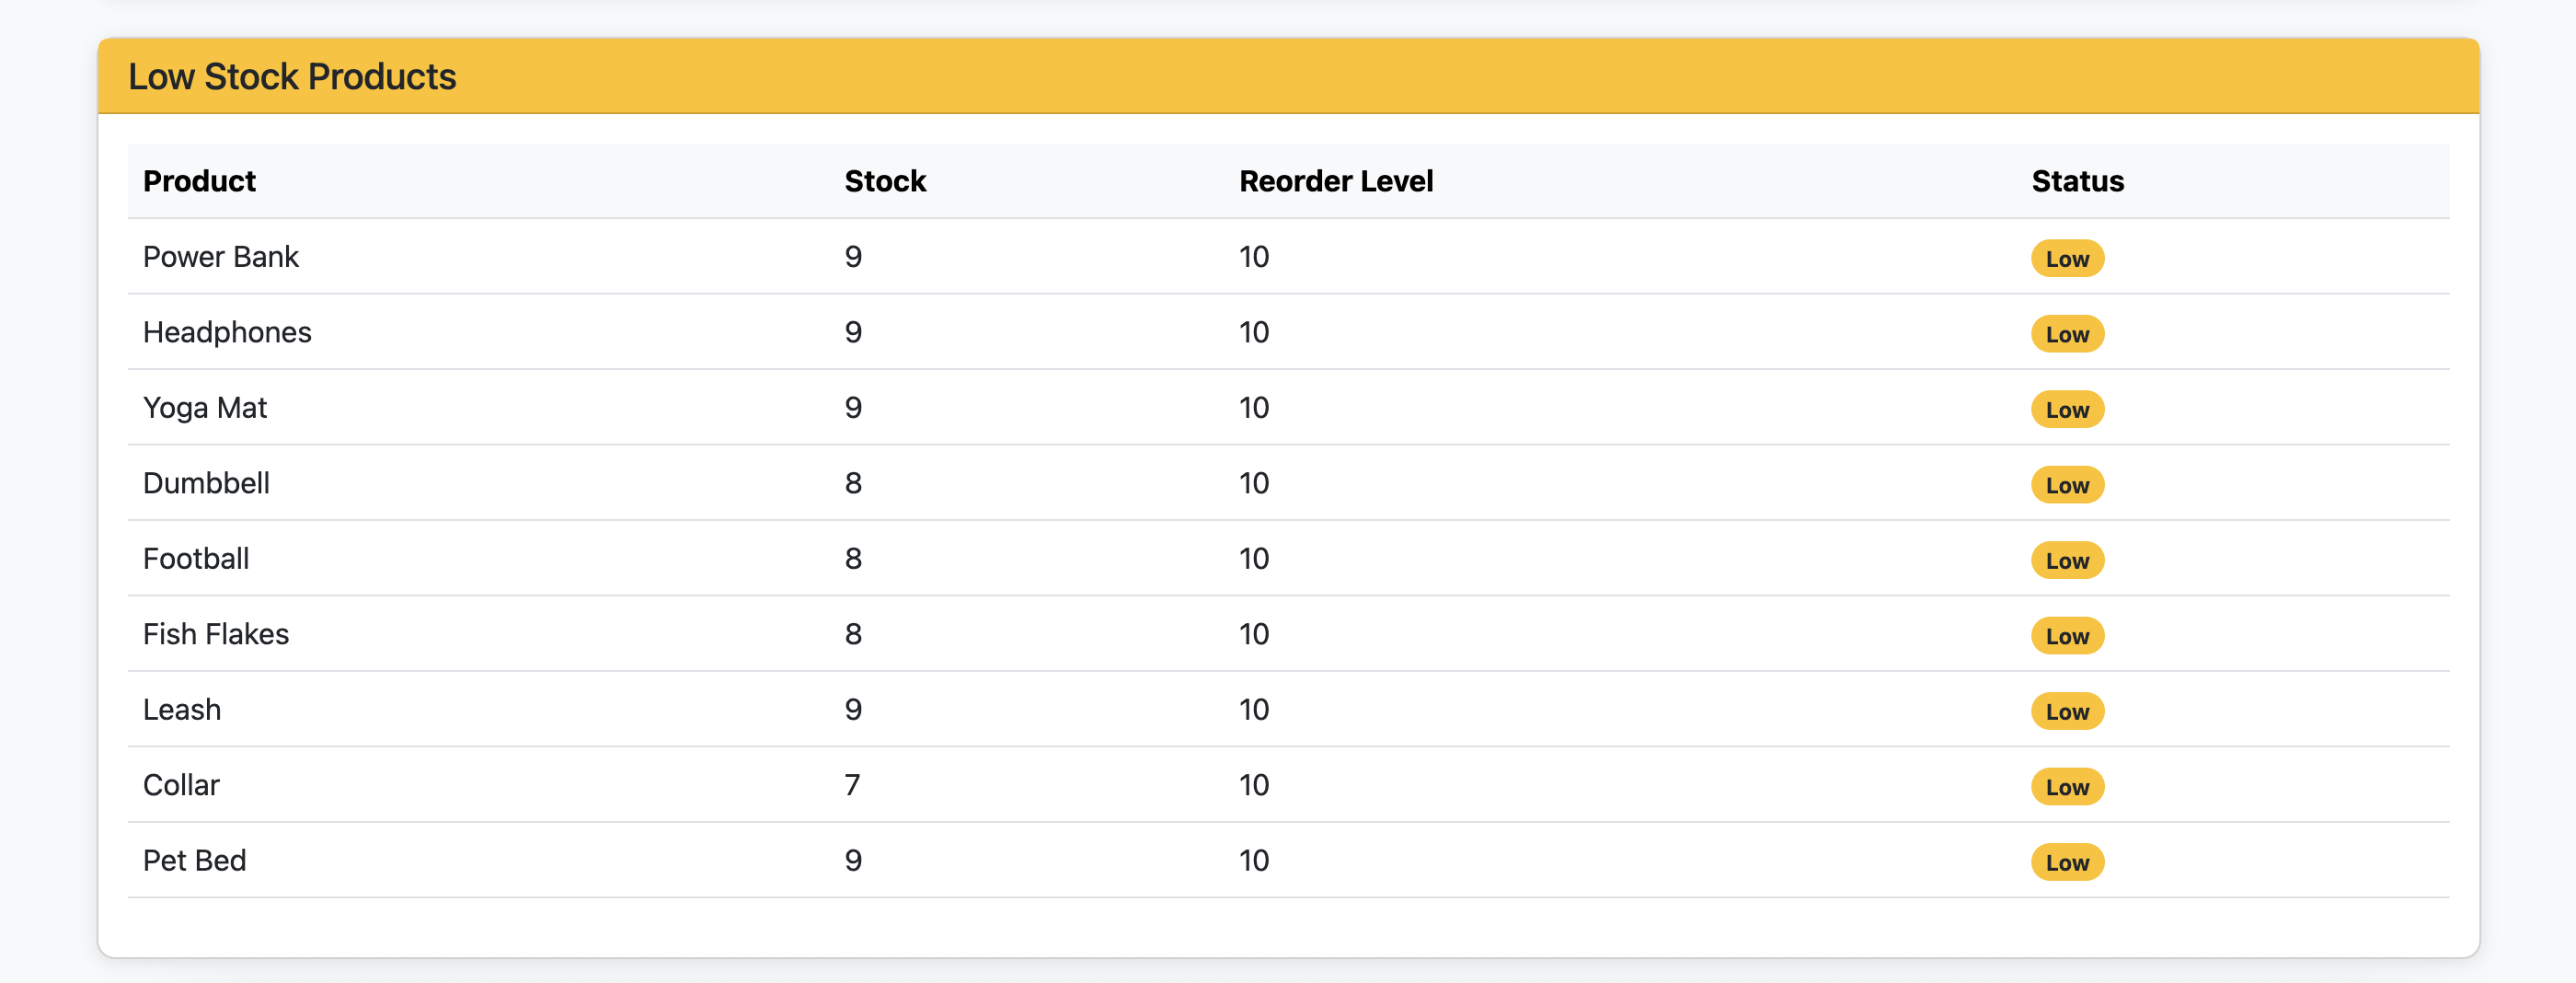 Low Stock Products
Product Stock Reorder Level Status
Power Bank 9 10 Low
Headphones 9 10 Low
Yoga Mat 9 10 Low
Dumbbell 8 10 Low
Football 8 10 Low
Fish Flakes 8 10 Low
Leash 9 10 Low
Collar 7 10 Low
Pet Bed 9 10 Low